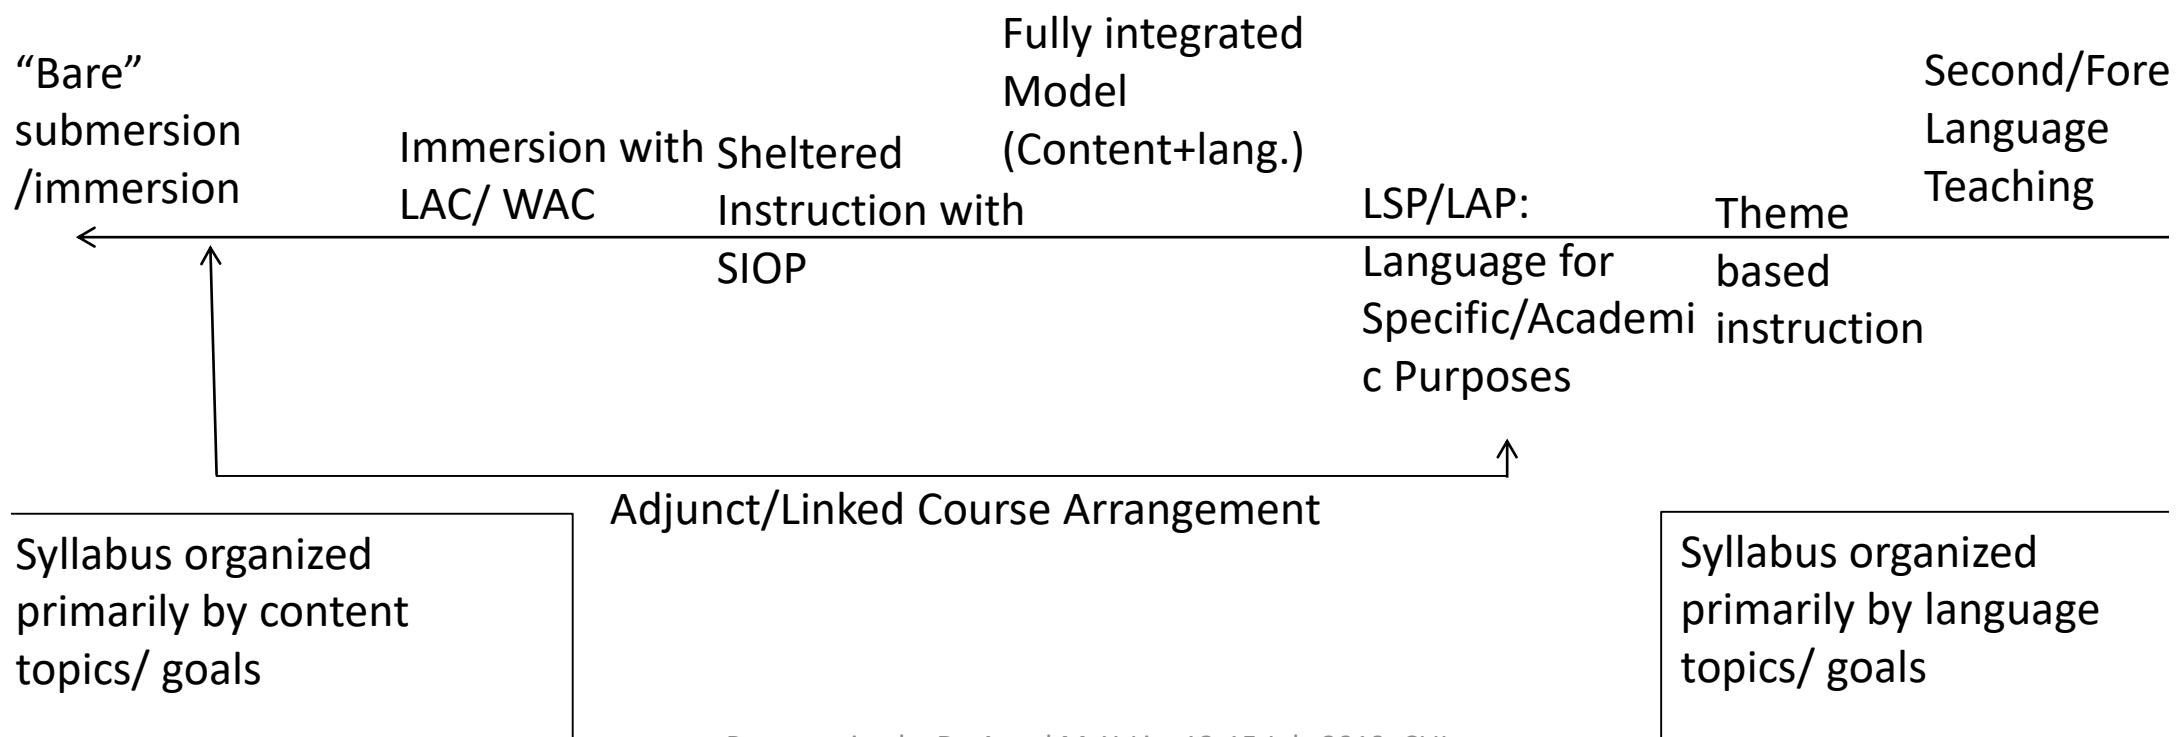 “Bare”
submersion
/immersion
Immersion with
LAC/ WAC
Sheltered
Instruction with
SIOP
Fully integrated
Model
(Content+lang.)
LSP/LAP:
Language for
Specific/Academi
c Purposes
Theme
based
instruction
Second/Fore
Language
Teaching
Adjunct/Linked Course Arrangement
Syllabus organized
primarily by content
topics/ goals
Syllabus organized
primarily by language
topics/ goals